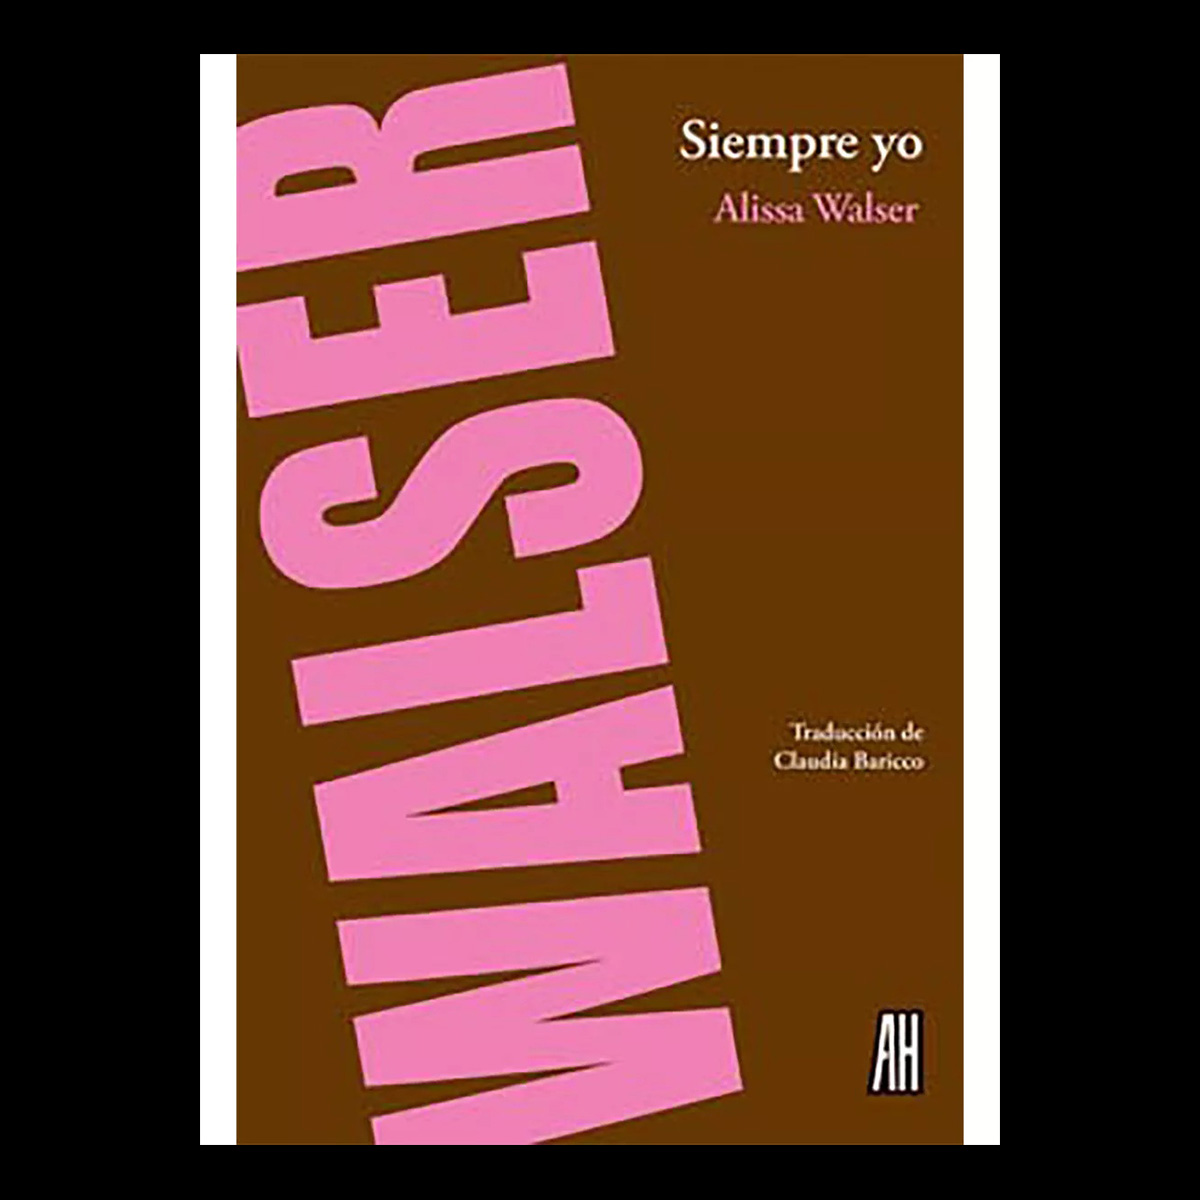 Siempre yo
Alissa Walser
WALSER
Traducción de
Claudia Baricco
AH